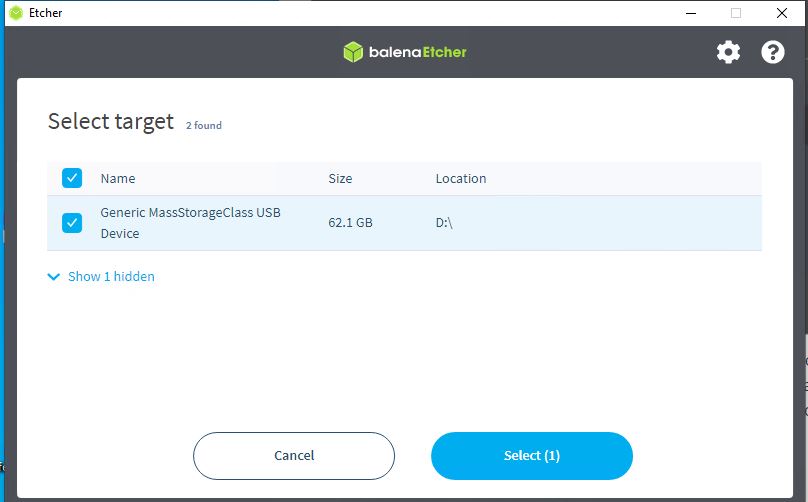 Etcher
balenaEtcher
Select target 2 found
Name Size Location
Generic MassStorageClass USB
Device 62.1 GB D:\
Show 1 hidden
Cancel Select (1)